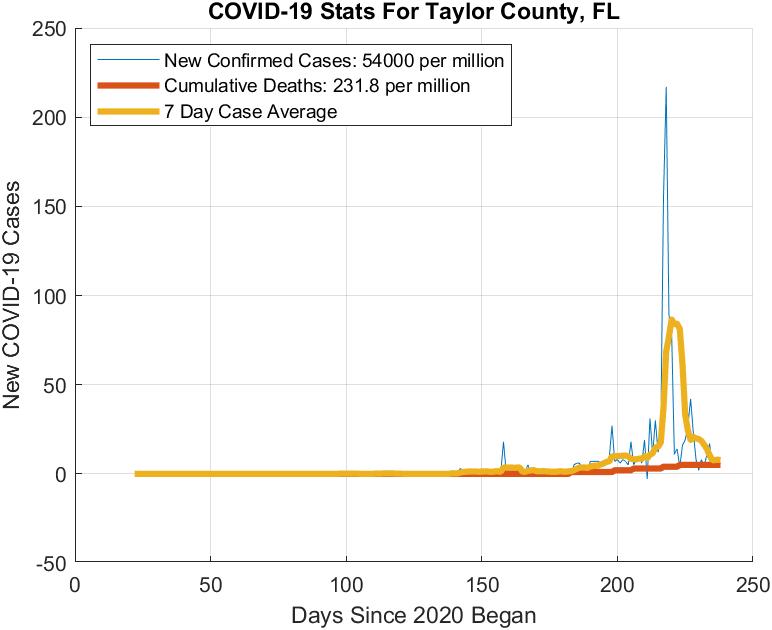 COVID-19 Stats For Taylor County, FL
250
200
150
100
50
0
-50
New COVID-19 Cases
New Confirmed Cases: 54000 per million
Cumulative Deaths: 231.8 per million
7 Day Case Average
0 50 100 150 200 250
Days Since 2020 Began